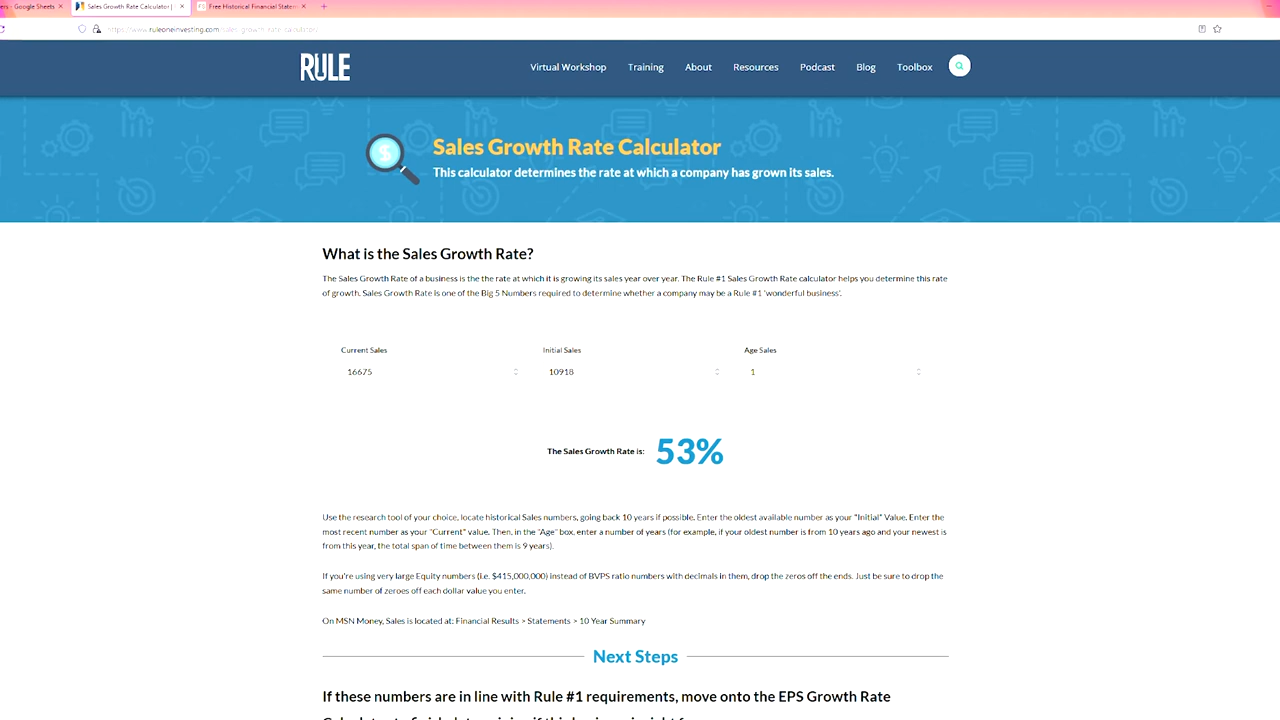 ers - Google Sheets
Sales Growth Rate Calculator |
Free Historical Financial Statem
https://www.ruleoneinvesting.com/sales-growth-rate-calculator/
RULE
Virtual Workshop
Training
About
Resources
Podcast
Blog
Toolbox
Sales Growth Rate Calculator
This calculator determines the rate at which a company has grown its sales.
What is the Sales Growth Rate?
The Sales Growth Rate of a business is the the rate at which it is growing its sales year over year. The Rule #1 Sales Growth Rate calculator helps you determine this rate
of growth. Sales Growth Rate is one of the Big 5 Numbers required to determine whether a company may be a Rule #1 'wonderful business'.
Current Sales
Initial Sales
Age Sales
16675
10918
1
The Sales Growth Rate is: 53%
Use the research tool of your choice, locate historical Sales numbers, going back 10 years if possible. Enter the oldest available number as your "Initial" Value. Enter the
most recent number as your "Current" value. Then, in the "Age" box, enter a number of years (for example, if your oldest number is from 10 years ago and your newest is
from this year, the total span of time between them is 9 years).
If you're using very large Equity numbers (i.e. $415,000,000) instead of BVPS ratio numbers with decimals in them, drop the zeros off the ends. Just be sure to drop the
same number of zeroes off each dollar value you enter.
On MSN Money, Sales is located at: Financial Results > Statements > 10 Year Summary
Next Steps
If these numbers are in line with Rule #1 requirements, move onto the EPS Growth Rate